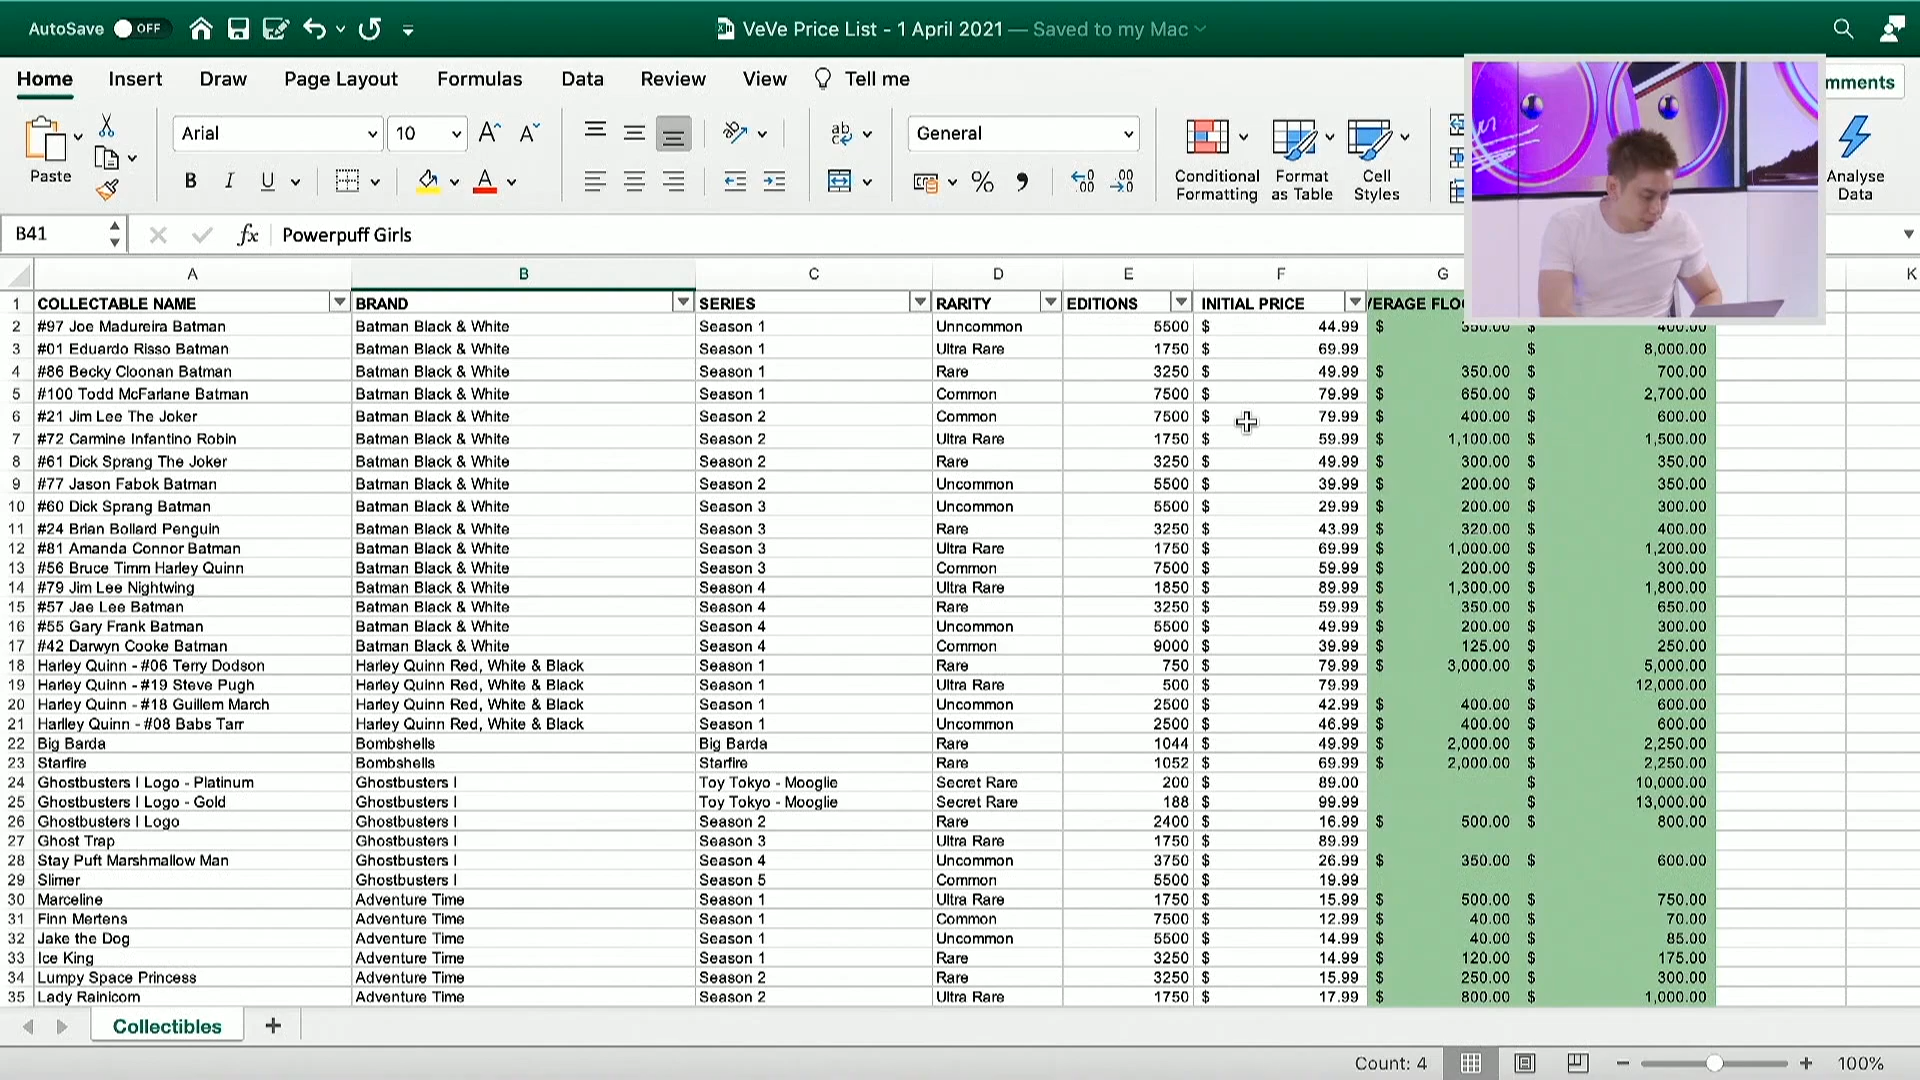 AutoSave OFF VeVe Price List - 1 April 2021 — Saved to my Mac
Home Insert Draw Page Layout Formulas Data Review View Tell me mments
Paste Arial 10 General Conditional Formatting Format as Table Cell Styles Analyse Data
B41 fx Powerpuff Girls
A B C D E F G K
1 COLLECTABLE NAME BRAND SERIES RARITY EDITIONS INITIAL PRICE VERAGE FLO
2 #97 Joe Madureira Batman Batman Black & White Season 1 Unncommon 5500 $ 44.99 $ 350.00 400.00
3 #01 Eduardo Risso Batman Batman Black & White Season 1 Ultra Rare 1750 $ 69.99 $ 8,000.00
4 #86 Becky Cloonan Batman Batman Black & White Season 1 Rare 3250 $ 49.99 $ 350.00 $ 700.00
5 #100 Todd McFarlane Batman Batman Black & White Season 1 Common 7500 $ 79.99 $ 650.00 $ 2,700.00
6 #21 Jim Lee The Joker Batman Black & White Season 2 Common 7500 $ 79.99 $ 400.00 $ 600.00
7 #72 Carmine Infantino Robin Batman Black & White Season 2 Ultra Rare 1750 $ 59.99 $ 1,100.00 $ 1,500.00
8 #61 Dick Sprang The Joker Batman Black & White Season 2 Rare 3250 $ 49.99 $ 300.00 $ 350.00
9 #77 Jason Fabok Batman Batman Black & White Season 2 Uncommon 5500 $ 39.99 $ 200.00 $ 350.00
10 #60 Dick Sprang Batman Batman Black & White Season 3 Uncommon 5500 $ 29.99 $ 200.00 $ 300.00
11 #24 Brian Bollard Penguin Batman Black & White Season 3 Rare 3250 $ 43.99 $ 320.00 $ 400.00
12 #81 Amanda Connor Batman Batman Black & White Season 3 Ultra Rare 1750 $ 69.99 $ 1,000.00 $ 1,200.00
13 #56 Bruce Timm Harley Quinn Batman Black & White Season 3 Common 7500 $ 59.99 $ 200.00 $ 300.00
14 #79 Jim Lee Nightwing Batman Black & White Season 4 Ultra Rare 1850 $ 89.99 $ 1,300.00 $ 1,800.00
15 #57 Jae Lee Batman Batman Black & White Season 4 Rare 3250 $ 59.99 $ 350.00 $ 650.00
16 #55 Gary Frank Batman Batman Black & White Season 4 Uncommon 5500 $ 49.99 $ 200.00 $ 300.00
17 #42 Darwyn Cooke Batman Batman Black & White Season 4 Common 9000 $ 39.99 $ 125.00 $ 250.00
18 Harley Quinn - #06 Terry Dodson Harley Quinn Red, White & Black Season 1 Rare 750 $ 79.99 $ 3,000.00 $ 5,000.00
19 Harley Quinn - #19 Steve Pugh Harley Quinn Red, White & Black Season 1 Ultra Rare 500 $ 79.99 $ 12,000.00
20 Harley Quinn - #18 Guillem March Harley Quinn Red, White & Black Season 1 Uncommon 2500 $ 42.99 $ 400.00 $ 600.00
21 Harlley Quinn - #08 Babs Tarr Harley Quinn Red, White & Black Season 1 Uncommon 2500 $ 46.99 $ 400.00 $ 600.00
22 Big Barda Bombshells Big Barda Rare 1044 $ 49.99 $ 2,000.00 $ 2,250.00
23 Starfire Bombshells Starfire Rare 1052 $ 69.99 $ 2,000.00 $ 2,250.00
24 Ghostbusters I Logo - Platinum Ghostbusters I Toy Tokyo - Mooglie Secret Rare 200 $ 89.00 $ 10,000.00
25 Ghostbusters I Logo - Gold Ghostbusters I Toy Tokyo - Mooglie Secret Rare 188 $ 99.99 $ 13,000.00
26 Ghostbusters I Logo Ghostbusters I Season 2 Rare 2400 $ 16.99 $ 500.00 $ 800.00
27 Ghost Trap Ghostbusters I Season 3 Ultra Rare 1750 $ 89.99
28 Stay Puft Marshmallow Man Ghostbusters I Season 4 Uncommon 3750 $ 26.99 $ 350.00 $ 600.00
29 Slimer Ghostbusters I Season 5 Common 5500 $ 19.99
30 Marceline Adventure Time Season 1 Ultra Rare 1750 $ 15.99 $ 500.00 $ 750.00
31 Finn Mertens Adventure Time Season 1 Common 7500 $ 12.99 $ 40.00 $ 70.00
32 Jake the Dog Adventure Time Season 1 Uncommon 5500 $ 14.99 $ 40.00 $ 85.00
33 Ice King Adventure Time Season 1 Rare 3250 $ 14.99 $ 120.00 $ 175.00
34 Lumpy Space Princess Adventure Time Season 2 Rare 3250 $ 15.99 $ 250.00 $ 300.00
35 Lady Rainicorn Adventure Time Season 2 Ultra Rare 1750 $ 17.99 $ 800.00 $ 1,000.00
Collectibles
Count: 4 100%